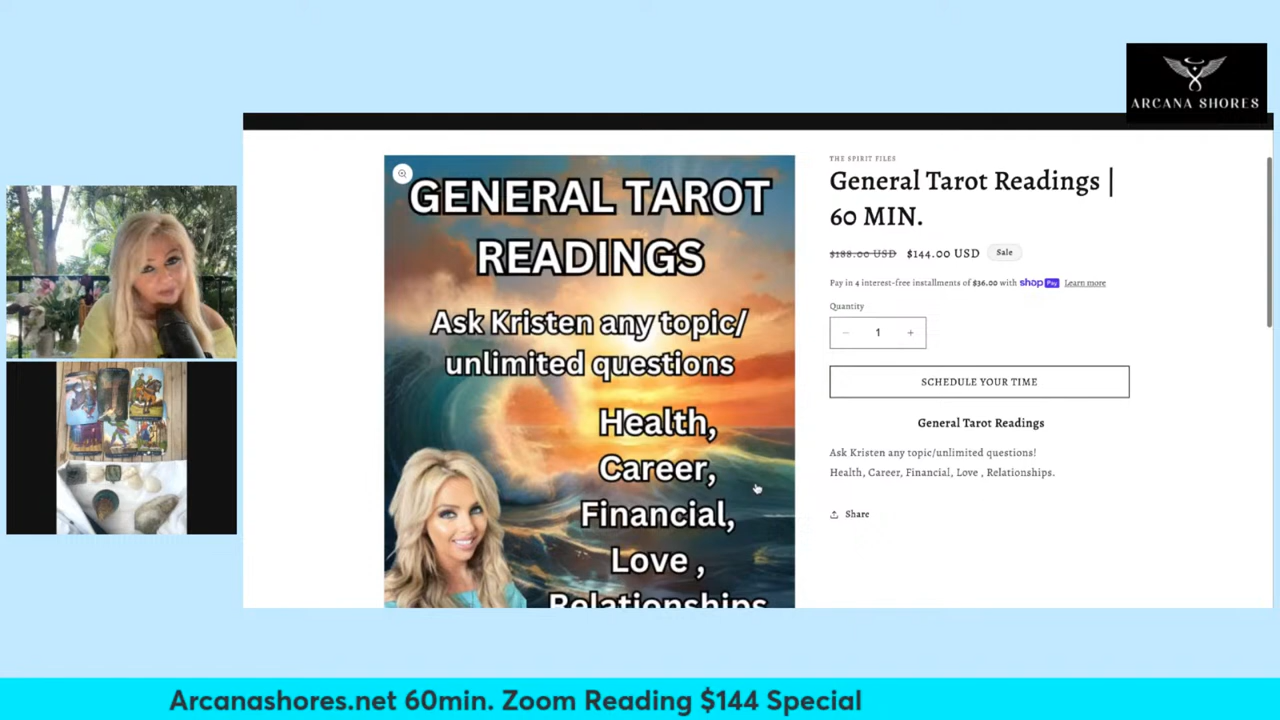 ARCANA SHORES
GENERAL TAROT
READINGS
Ask Kristen any topic/
unlimited questions
Health,
Career,
Financial,
Love ,
Relationships
THE SPIRIT FILES
General Tarot Readings |
60 MIN.
$188.00 USD $144.00 USD Sale
Pay in 4 interest-free installments of $36.00 with shop Pay Learn more
Quantity
− 1 +
SCHEDULE YOUR TIME
General Tarot Readings
Ask Kristen any topic/unlimited questions!
Health, Career, Financial, Love , Relationships.
Share
Arcanashores.net 60min. Zoom Reading $144 Special